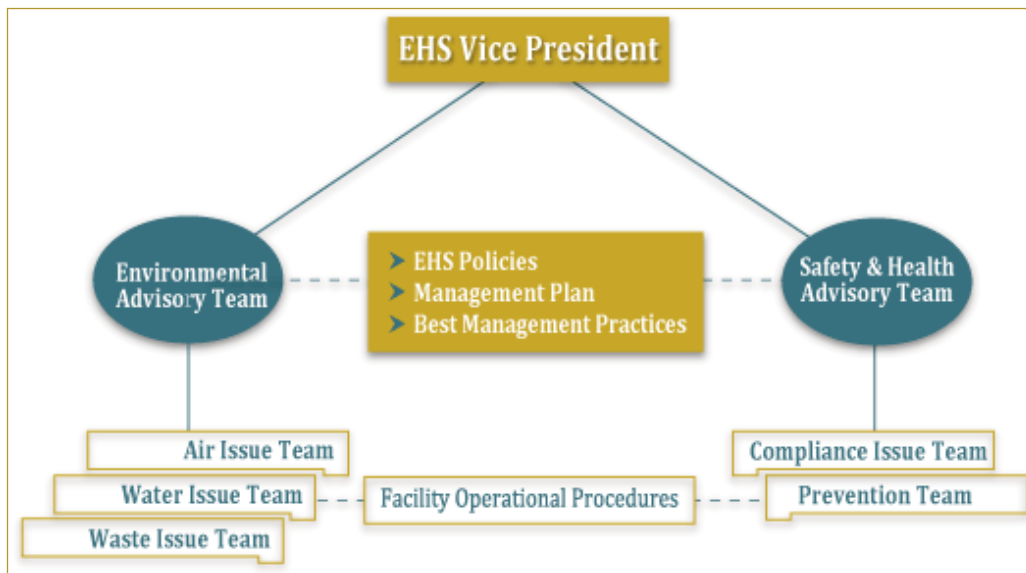 EHS Vice President
Environmental
Advisory Team
EHS Policies
Management Plan
Best Management Practices
Safety & Health
Advisory Team
Air Issue Team
Water Issue Team
Waste Issue Team
Facility Operational Procedures
Compliance Issue Team
Prevention Team